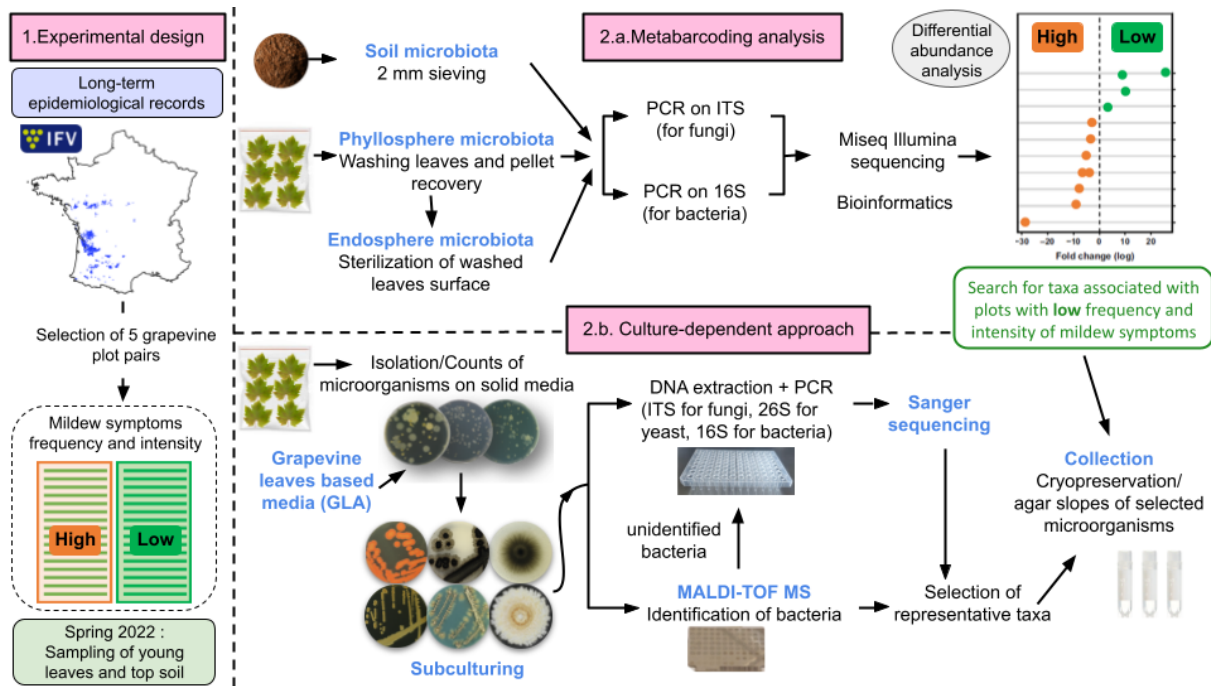 1.Experimental design
Long-term
epidemiological records
IFV
Selection of 5 grapevine
plot pairs
Mildew symptoms
frequency and intensity
High
Low
Spring 2022 :
Sampling of young
leaves and top soil
2.a.Metabarcoding analysis
Soil microbiota
2 mm sieving
Phyllosphere microbiota
Washing leaves and pellet
recovery
Endosphere microbiota
Sterilization of washed
leaves surface
PCR on ITS
(for fungi)
PCR on 16S
(for bacteria)
Miseq Illumina
sequencing
Bioinformatics
Differential
abundance
analysis
High
Low
−30
−20
−10
0
10
20
Fold change (log)
Search for taxa associated with
plots with low frequency and
intensity of mildew symptoms
2.b. Culture-dependent approach
Isolation/Counts of
microorganisms on solid media
Grapevine
leaves based
media (GLA)
Subculturing
DNA extraction + PCR
(ITS for fungi, 26S for
yeast, 16S for bacteria)
unidentified
bacteria
MALDI-TOF MS
Identification of bacteria
Sanger
sequencing
Selection of
representative taxa
Collection
Cryopreservation/
agar slopes of selected
microorganisms